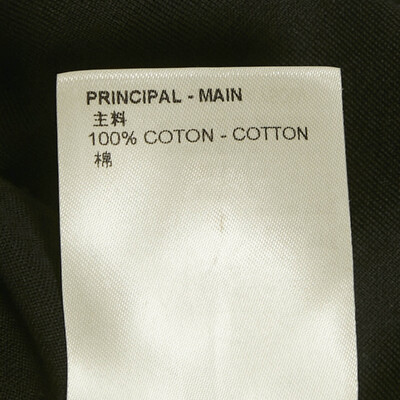 PRINCIPAL - MAIN
主料
100% COTON - COTTON
棉